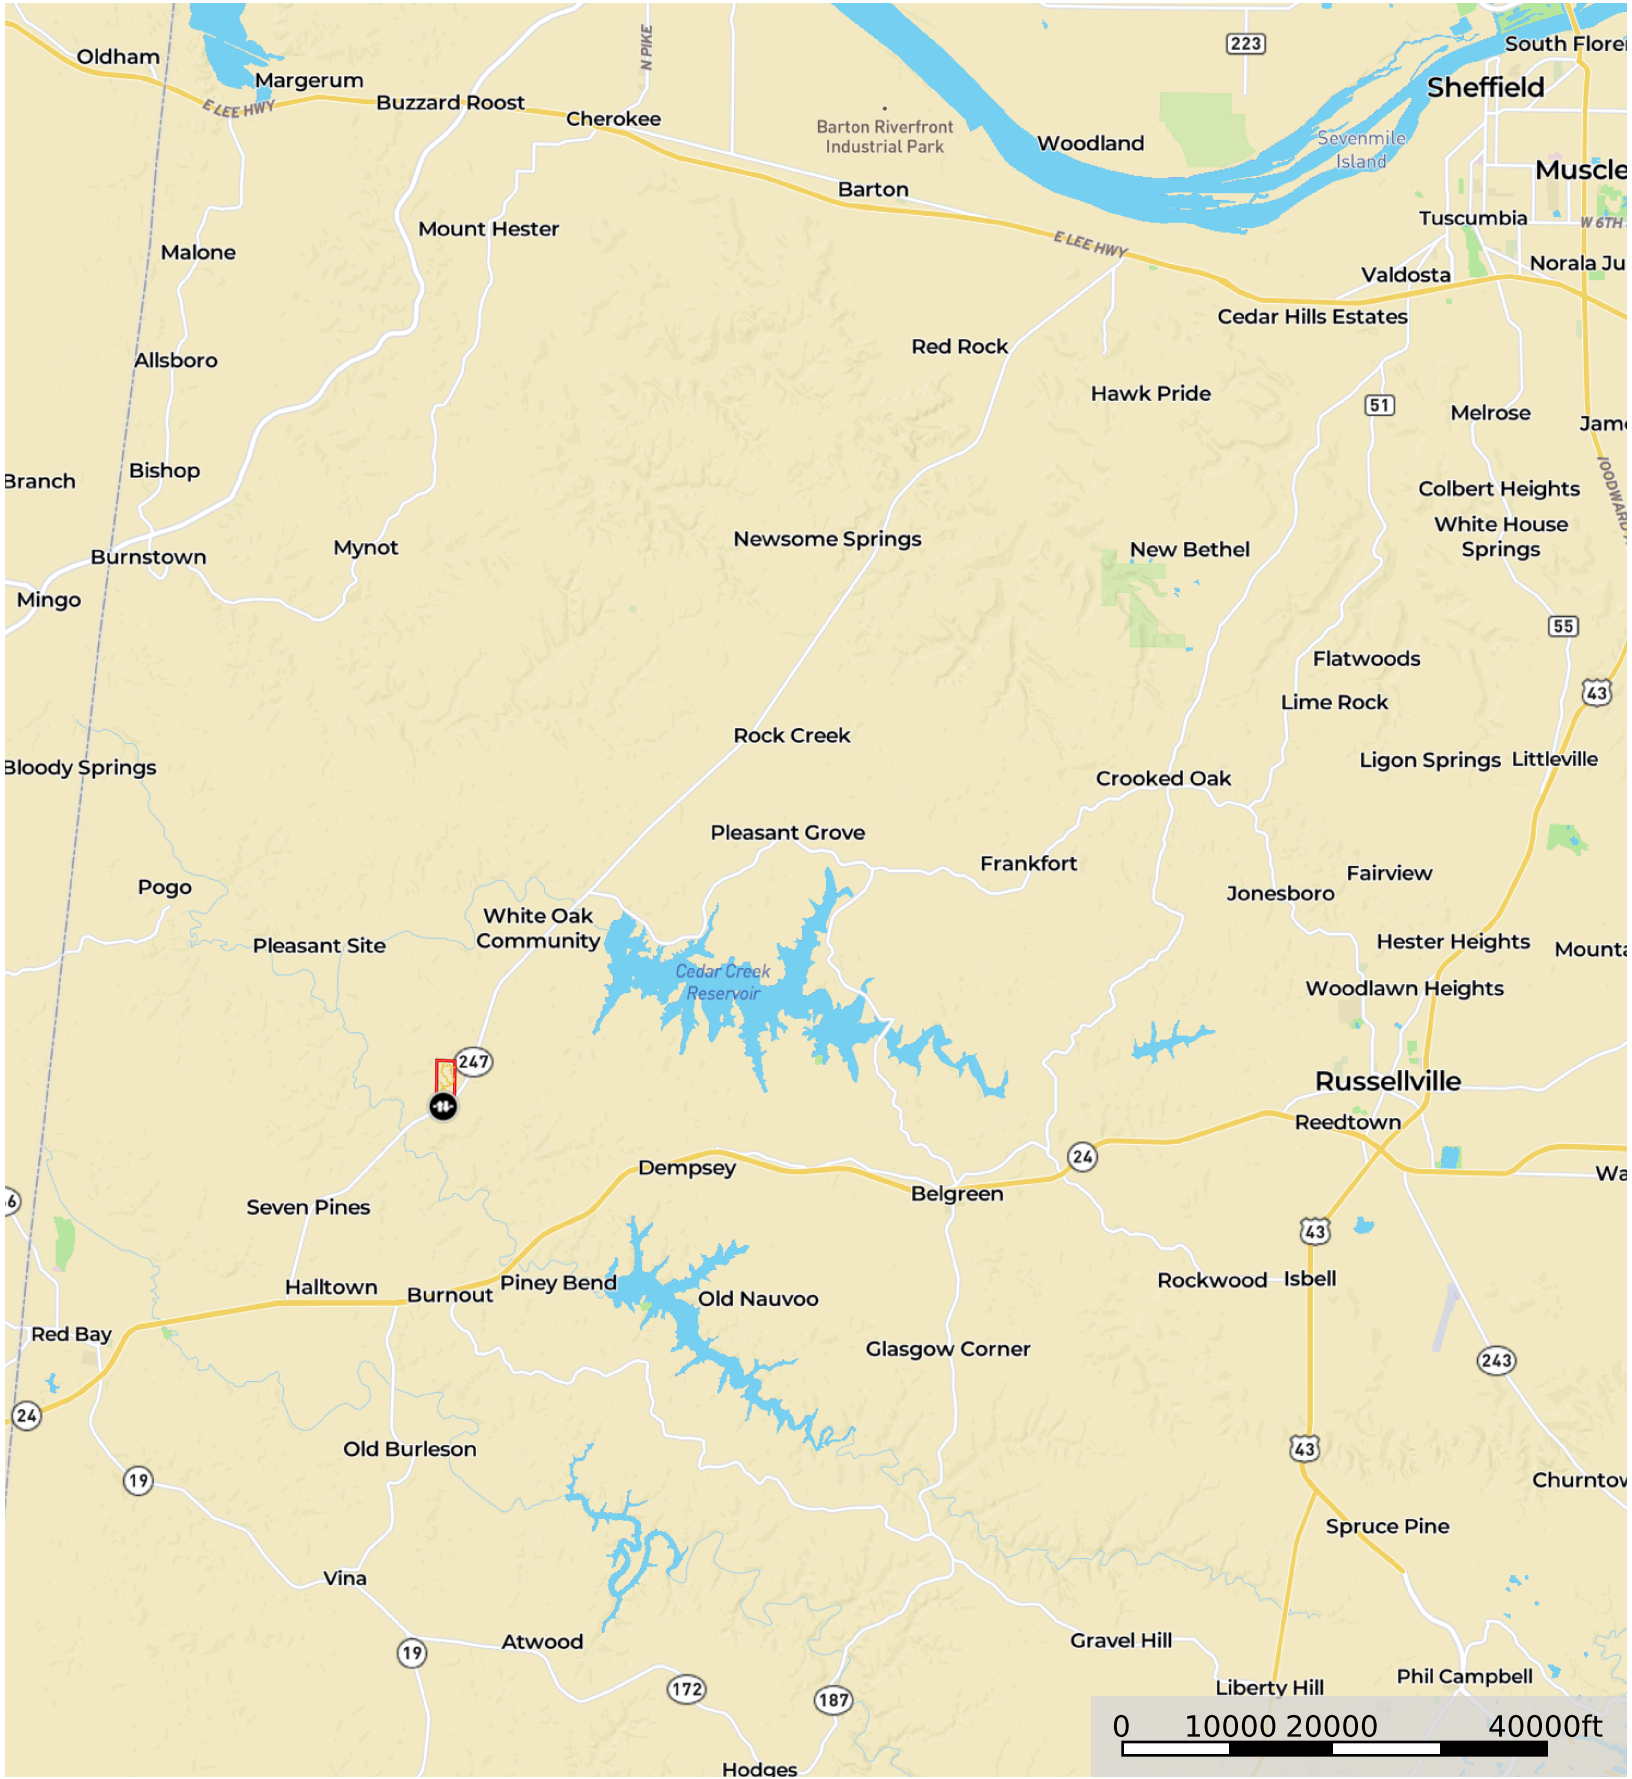 223
South Flore
Oldham
N PIKE
Margerum
Sheffield
E LEE HWY
Buzzard Roost
Cherokee
Barton Riverfront
Industrial Park
Woodland
Sevenmile
Island
Muscle
Barton
Tuscumbia
W 6TH
Mount Hester
E LEE HWY
Malone
Norala Ju
Valdosta
Cedar Hills Estates
Red Rock
Allsboro
Hawk Pride
51
Melrose
Jame
Bishop
Branch
Colbert Heights
White House
Springs
Newsome Springs
Mynot
New Bethel
Burnstown
Mingo
55
Flatwoods
43
Lime Rock
Rock Creek
Ligon Springs
Littleville
Bloody Springs
Crooked Oak
Pleasant Grove
Frankfort
Fairview
Pogo
Jonesboro
White Oak
Community
Pleasant Site
Hester Heights
Mounta
Cedar Creek
Reservoir
Woodlawn Heights
247
Russellville
Reedtown
24
Dempsey
Wa
Belgreen
6
Seven Pines
43
Rockwood
Isbell
Halltown
Piney Bend
Burnout
Old Nauvoo
Red Bay
Glasgow Corner
243
24
Old Burleson
43
19
Churntow
Spruce Pine
Vina
Atwood
Gravel Hill
19
Phil Campbell
172
Liberty Hill
187
0 10000 20000 40000ft
Hodges